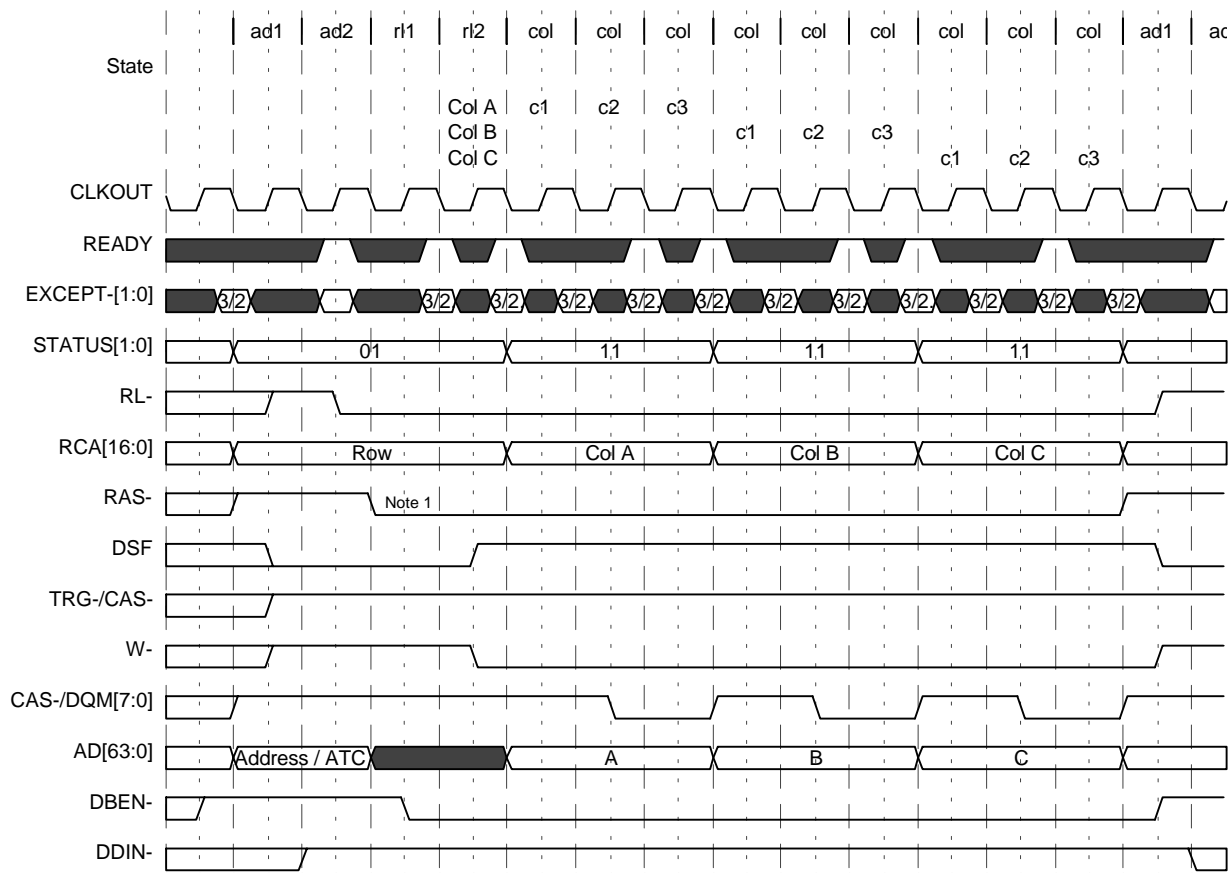 ad1 ad2 rl1 rl2 col col col col col col col col col ad1
State
Col A c1 c2 c3
Col B c1 c2 c3
Col C c1 c2 c3
CLKOUT
READY
EXCEPT-[1:0] 3/2 3/2 3/2 3/2 3/2 3/2 3/2 3/2 3/2 3/2 3/2 3/2
STATUS[1:0] 01 11 11 11
RL-
RCA[16:0] Row Col A Col B Col C
RAS- Note 1
DSF
TRG-/CAS-
W-
CAS-/DQM[7:0]
AD[63:0] Address / ATC A B C
DBEN-
DDIN-